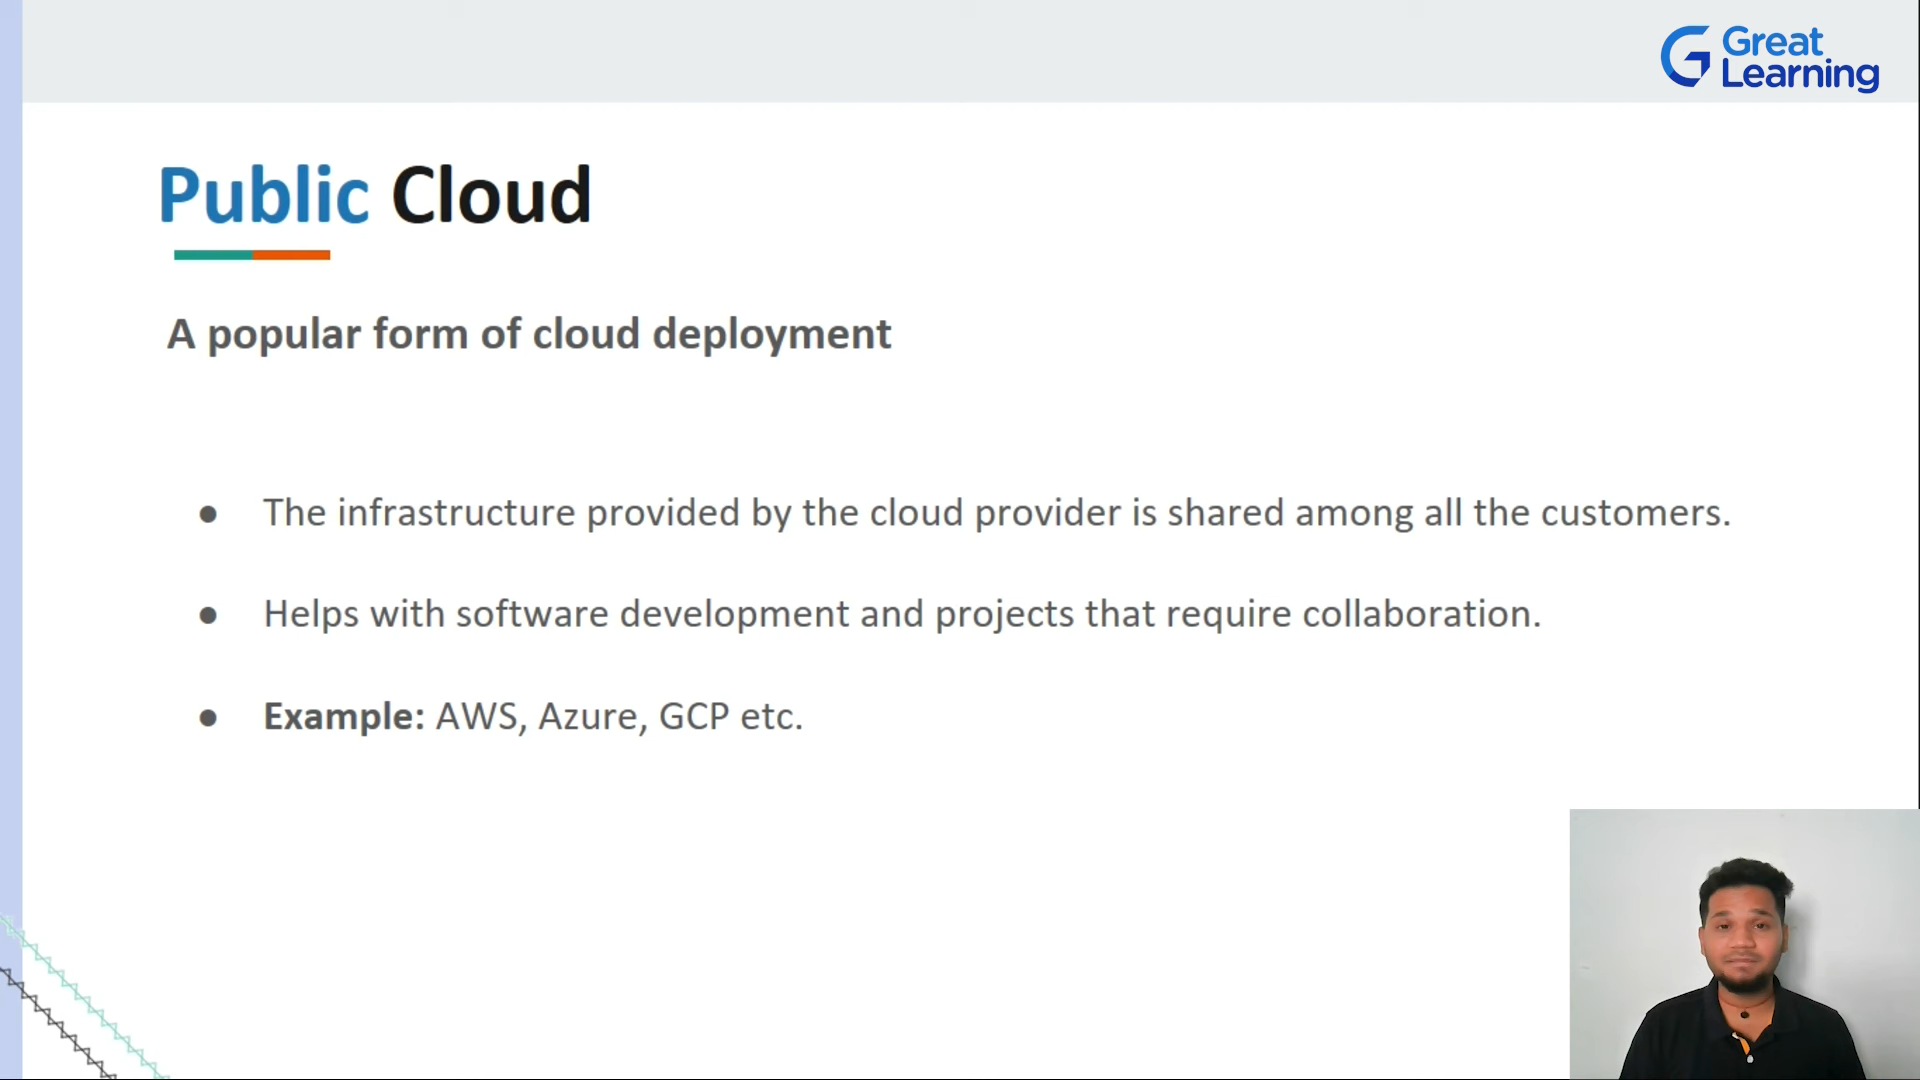 Great
Learning
Public Cloud
A popular form of cloud deployment
● The infrastructure provided by the cloud provider is shared among all the customers.
● Helps with software development and projects that require collaboration.
● Example: AWS, Azure, GCP etc.